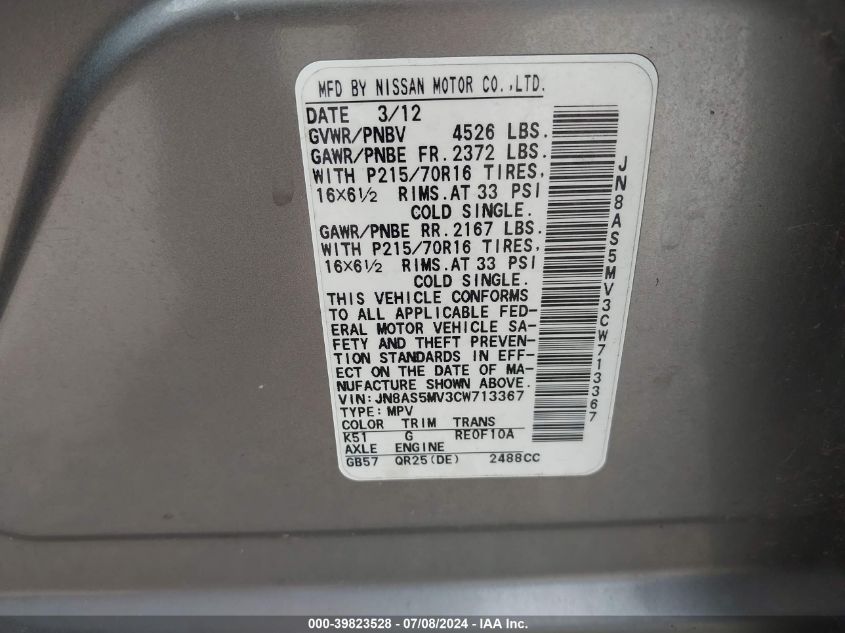 MFD BY NISSAN MOTOR CO.,LTD.
DATE 3/12
GVWR/PNBV 4526 LBS.
GAWR/PNBE FR. 2372 LBS.
WITH P215/70R16 TIRES,
16X6½ RIMS. AT 33 PSI
COLD SINGLE.
GAWR/PNBE RR. 2167 LBS.
WITH P215/70R16 TIRES,
16X6½ RIMS. AT 33 PSI
COLD SINGLE.
THIS VEHICLE CONFORMS
TO ALL APPLICABLE FED-
ERAL MOTOR VEHICLE SA-
FETY AND THEFT PREVEN-
TION STANDARDS IN EFF-
ECT ON THE DATE OF MA-
NUFACTURE SHOWN ABOVE.
VIN: JN8AS5MV3CW713367
TYPE: MPV
COLOR TRIM TRANS
K51 G RE0F10A
AXLE ENGINE
GB57 QR25(DE) 2488CC
JN8AS5MV3CW713367
000-39823528 - 07/08/2024 - IAA Inc.